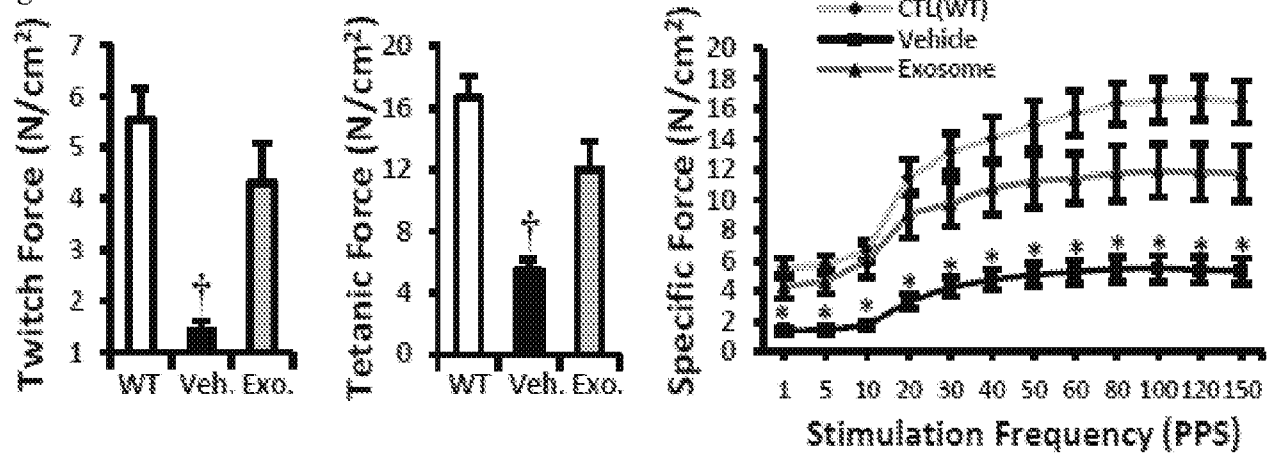 CTL(WT)
Vehicle
Exosome
Twitch Force (N/cm²)
7
6
5
4
3
2
1
†
WT Veh. Exo.
Tetanic Force (N/cm²)
20
16
12
8
4
0
†
WT Veh. Exo.
Specific Force (N/cm²)
20
18
16
14
12
10
8
6
4
2
0
* * * * * * * * * * * *
1 5 10 20 30 40 50 60 80 100 120 150
Stimulation Frequency (PPS)